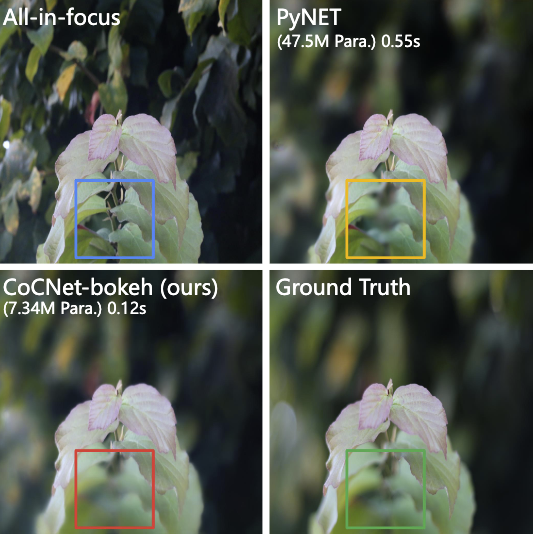 All-in-focus
PyNET
(47.5M Para.) 0.55s
CoCNet-bokeh (ours)
(7.34M Para.) 0.12s
Ground Truth